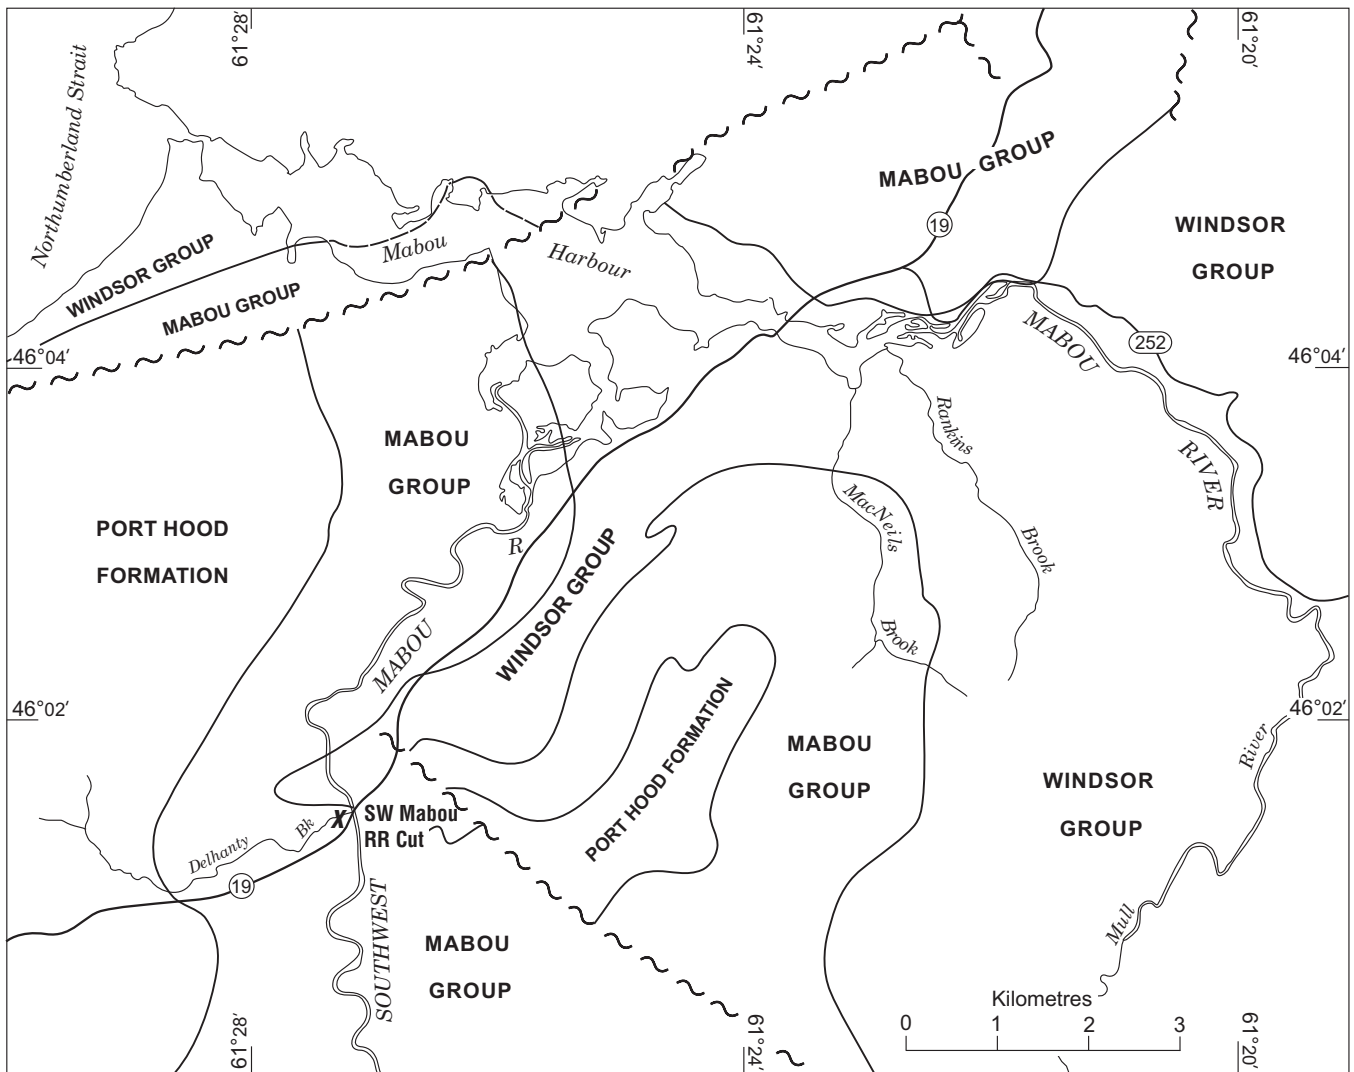 61°28′
61°24′
61°20′
Northumberland Strait
MABOU GROUP
19
WINDSOR
GROUP
WINDSOR GROUP
Mabou
Harbour
MABOU GROUP
46°04′
46°04′
MABOU
252
Rankins
MABOU
GROUP
RIVER
PORT HOOD
FORMATION
MacNeils
R
Brook
WINDSOR GROUP
MABOU
Brook
46°02′
46°02′
PORT HOOD FORMATION
MABOU
GROUP
River
WINDSOR
GROUP
X
SW Mabou
RR Cut
Bk
Delhanty
19
SOUTHWEST
MABOU
GROUP
Mull
Kilometres
0 1 2 3
61°28′
61°24′
61°20′